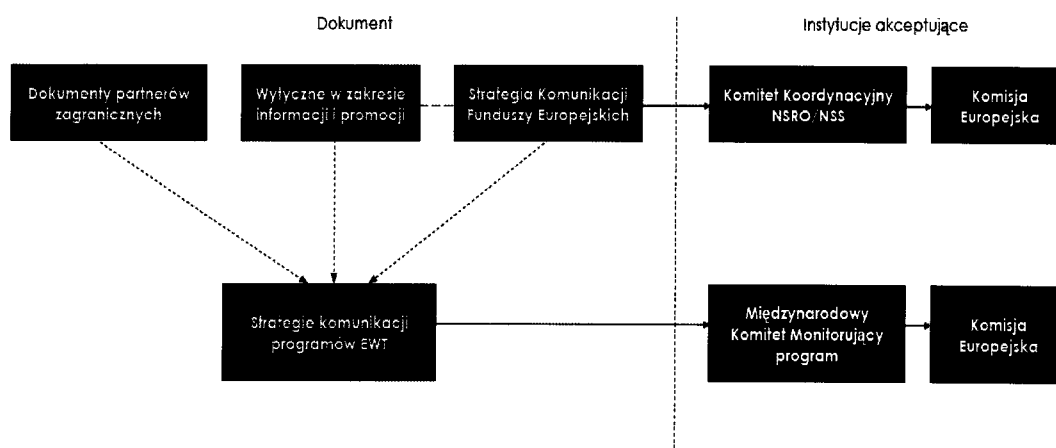 Dokument
Instytucje akceptujące
Dokumenty partnerów
zagranicznych
Wytyczne w zakresie
informacji i promocji
Strategia Komunikacji
Funduszy Europejskich
Komitet Koordynacyjny
NSRO/NSS
Komisja
Europejska
Strategie komunikacji
programów EWT
Międzynarodowy
Komitet Monitorujący
program
Komisja
Europejska